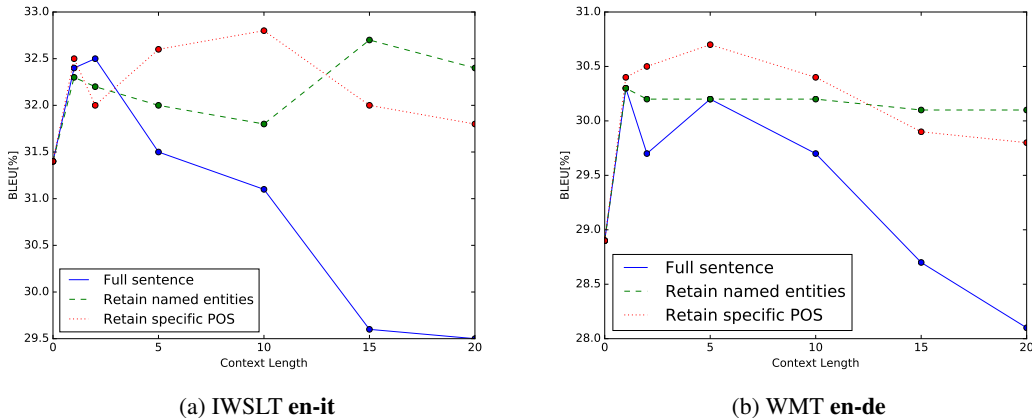 33.0
32.5
32.0
31.5
31.0
30.5
30.0
29.5
BLEU[%]
0 5 10 15 20
Context Length
Full sentence
Retain named entities
Retain specific POS
(a) IWSLT en-it
31.0
30.5
30.0
29.5
29.0
28.5
28.0
BLEU[%]
0 5 10 15 20
Context Length
Full sentence
Retain named entities
Retain specific POS
(b) WMT en-de